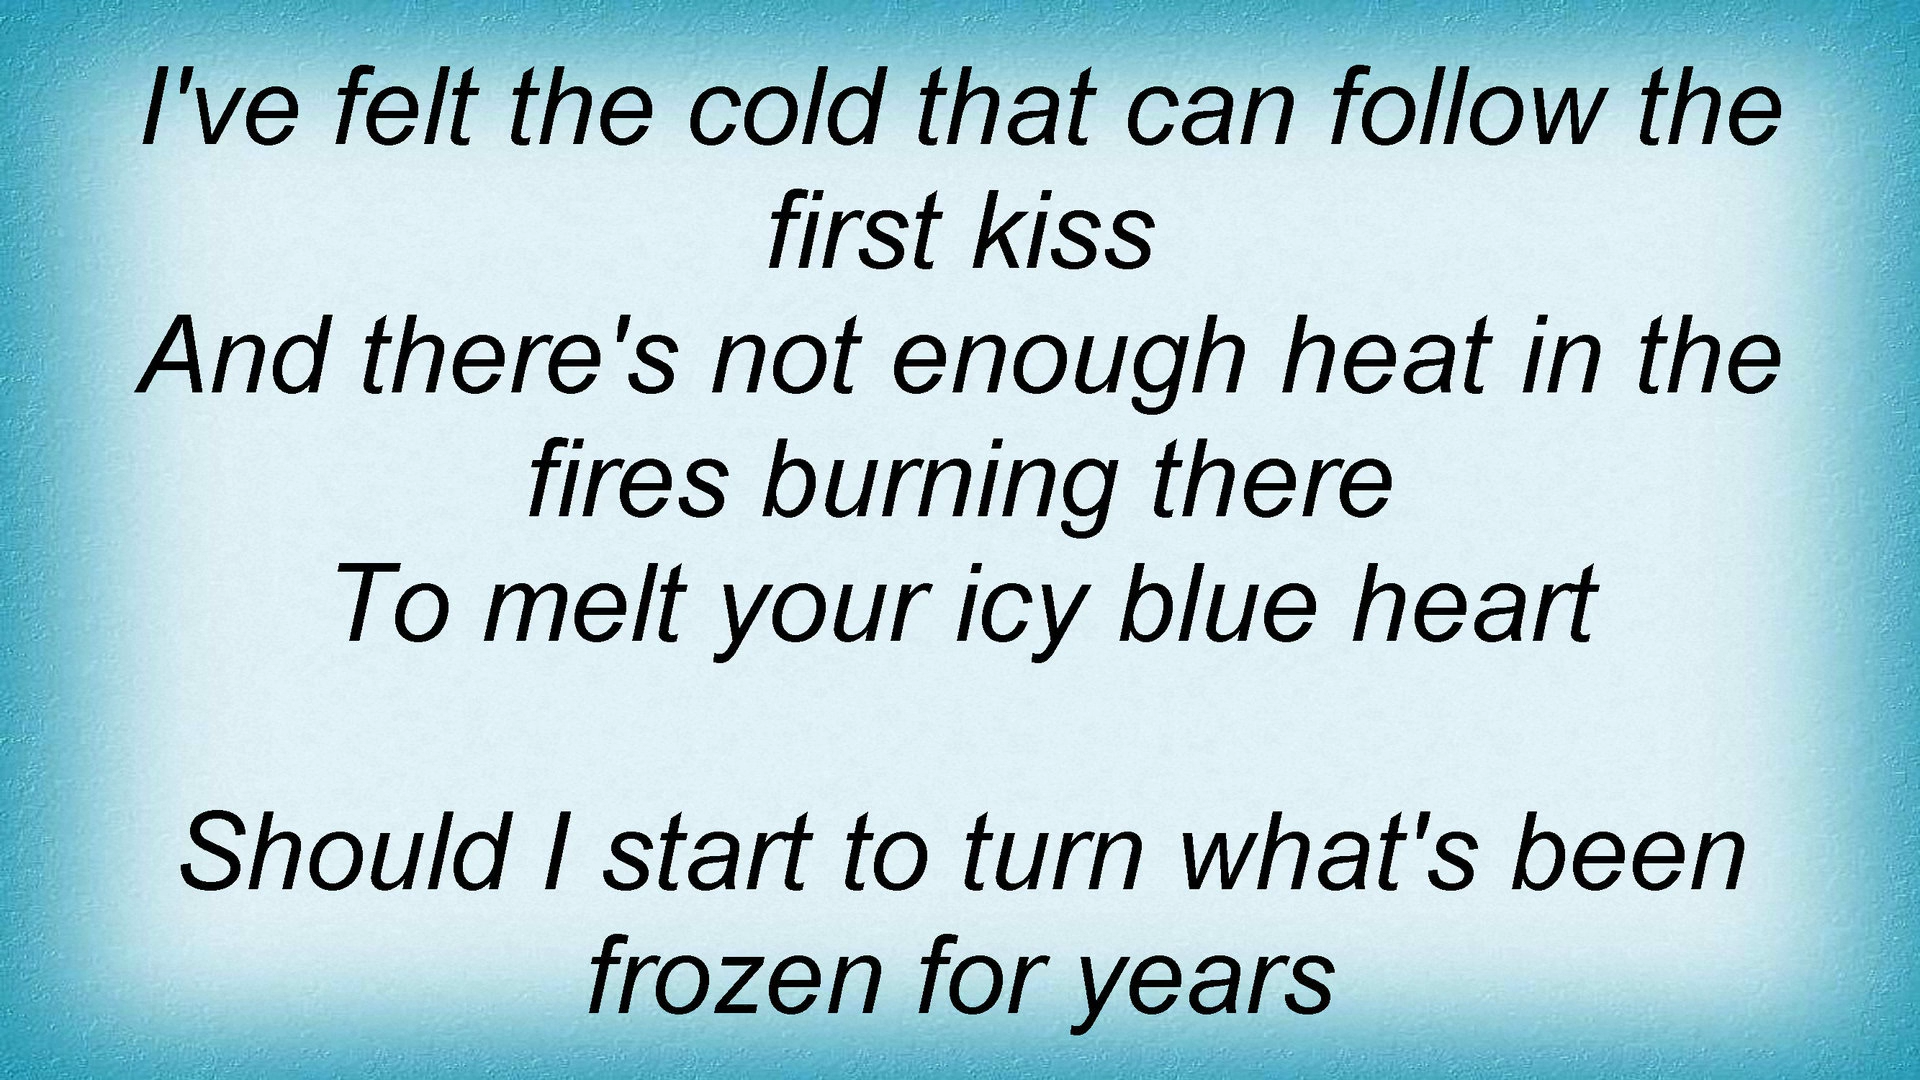 I've felt the cold that can follow the
first kiss
And there's not enough heat in the
fires burning there
To melt your icy blue heart
Should I start to turn what's been
frozen for years